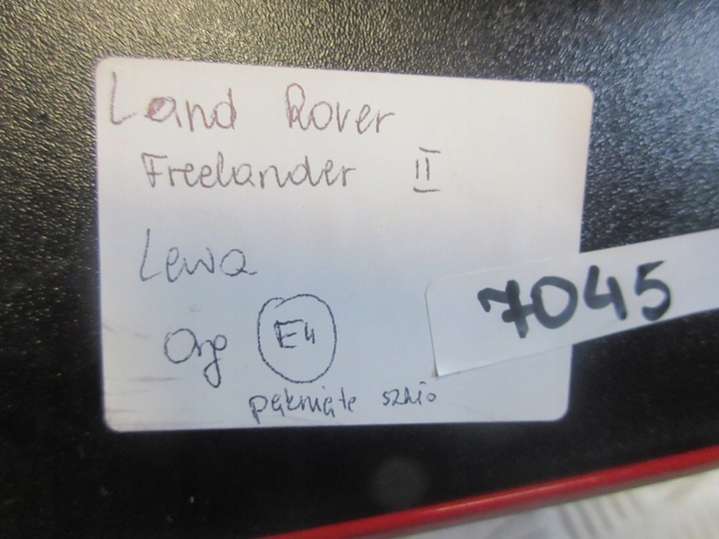 Land Rover
Freelander II
Lewa
7045
Org E4
pęknięte szkło